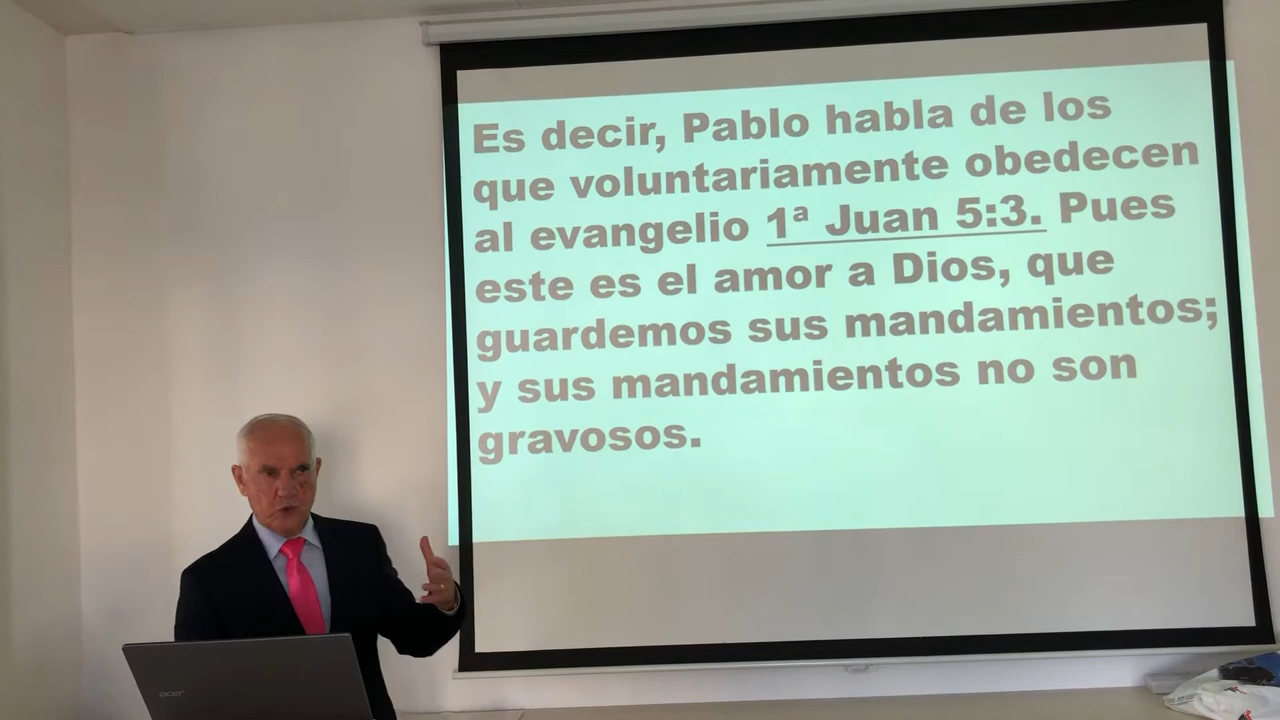 Es decir, Pablo habla de los
que voluntariamente obedecen
al evangelio 1ª Juan 5:3. Pues
este es el amor a Dios, que
guardemos sus mandamientos;
y sus mandamientos no son
gravosos.
acer